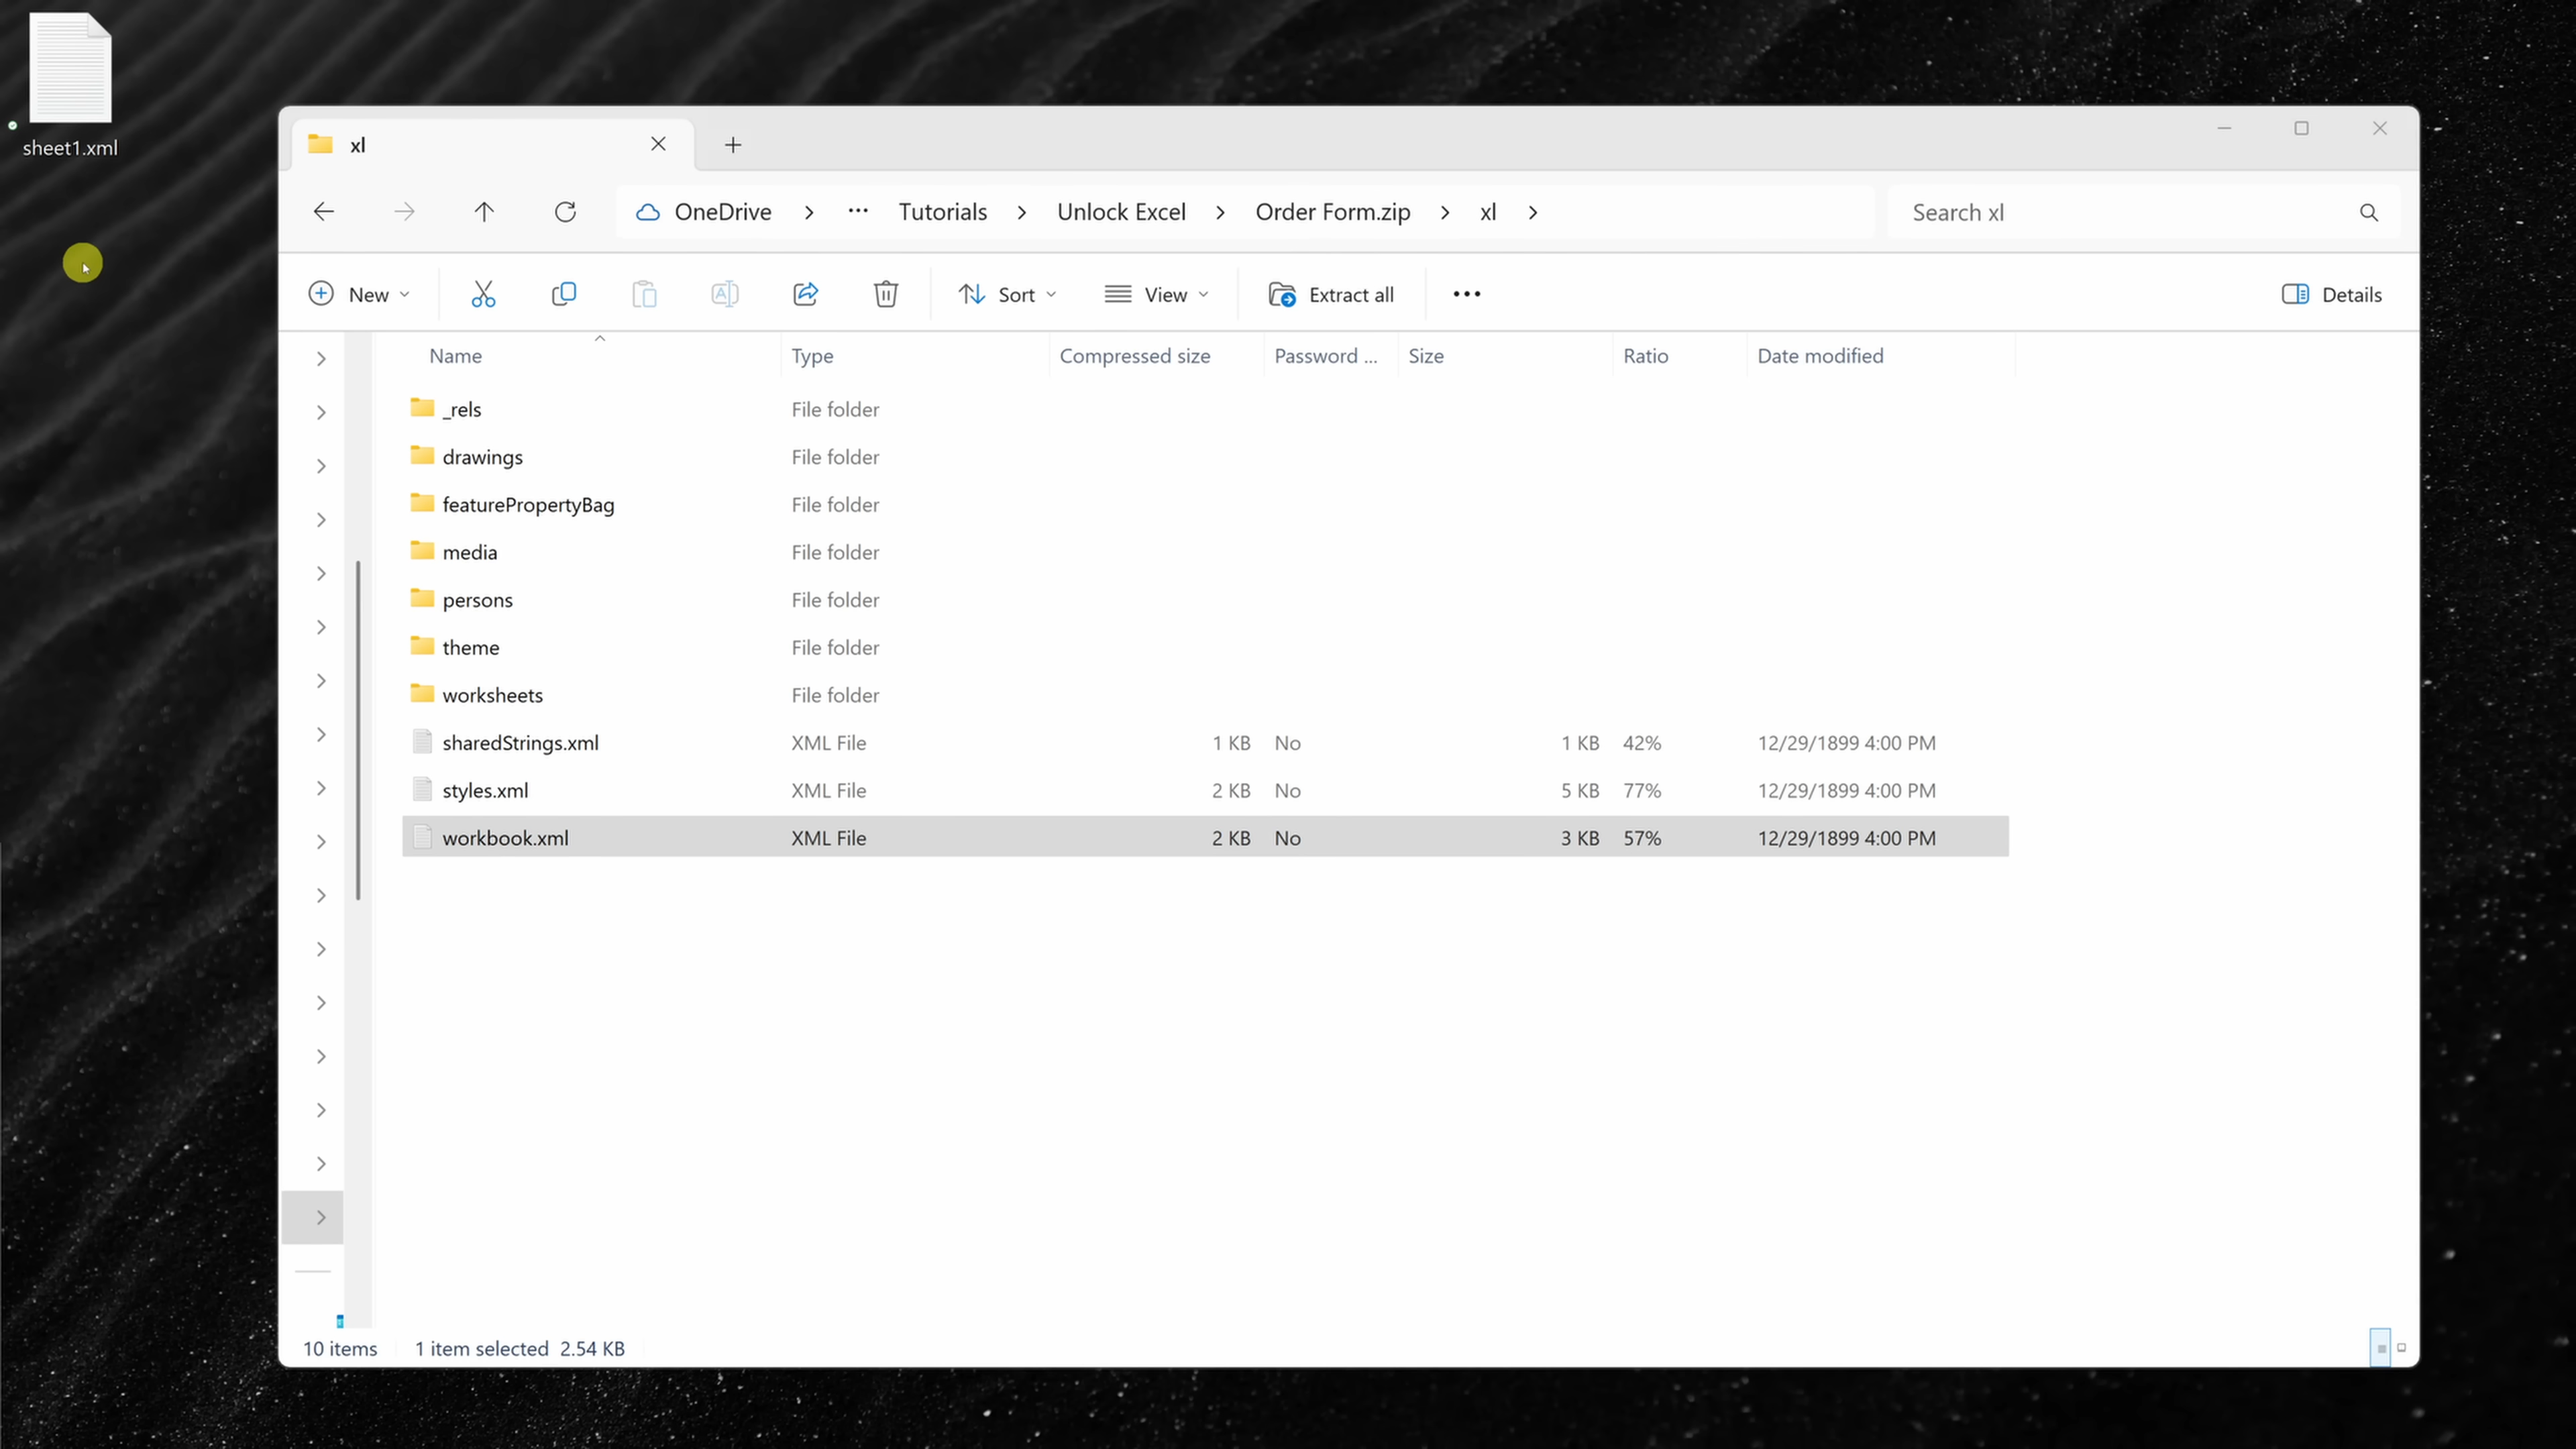 sheet1.xml
xl
OneDrive > ... Tutorials > Unlock Excel > Order Form.zip > xl >
Search xl
New
Sort
View
Extract all
Details
Name Type Compressed size Password ... Size Ratio Date modified
_rels File folder
drawings File folder
featurePropertyBag File folder
media File folder
persons File folder
theme File folder
worksheets File folder
sharedStrings.xml XML File 1 KB No 1 KB 42% 12/29/1899 4:00 PM
styles.xml XML File 2 KB No 5 KB 77% 12/29/1899 4:00 PM
workbook.xml XML File 2 KB No 3 KB 57% 12/29/1899 4:00 PM
10 items 1 item selected 2.54 KB